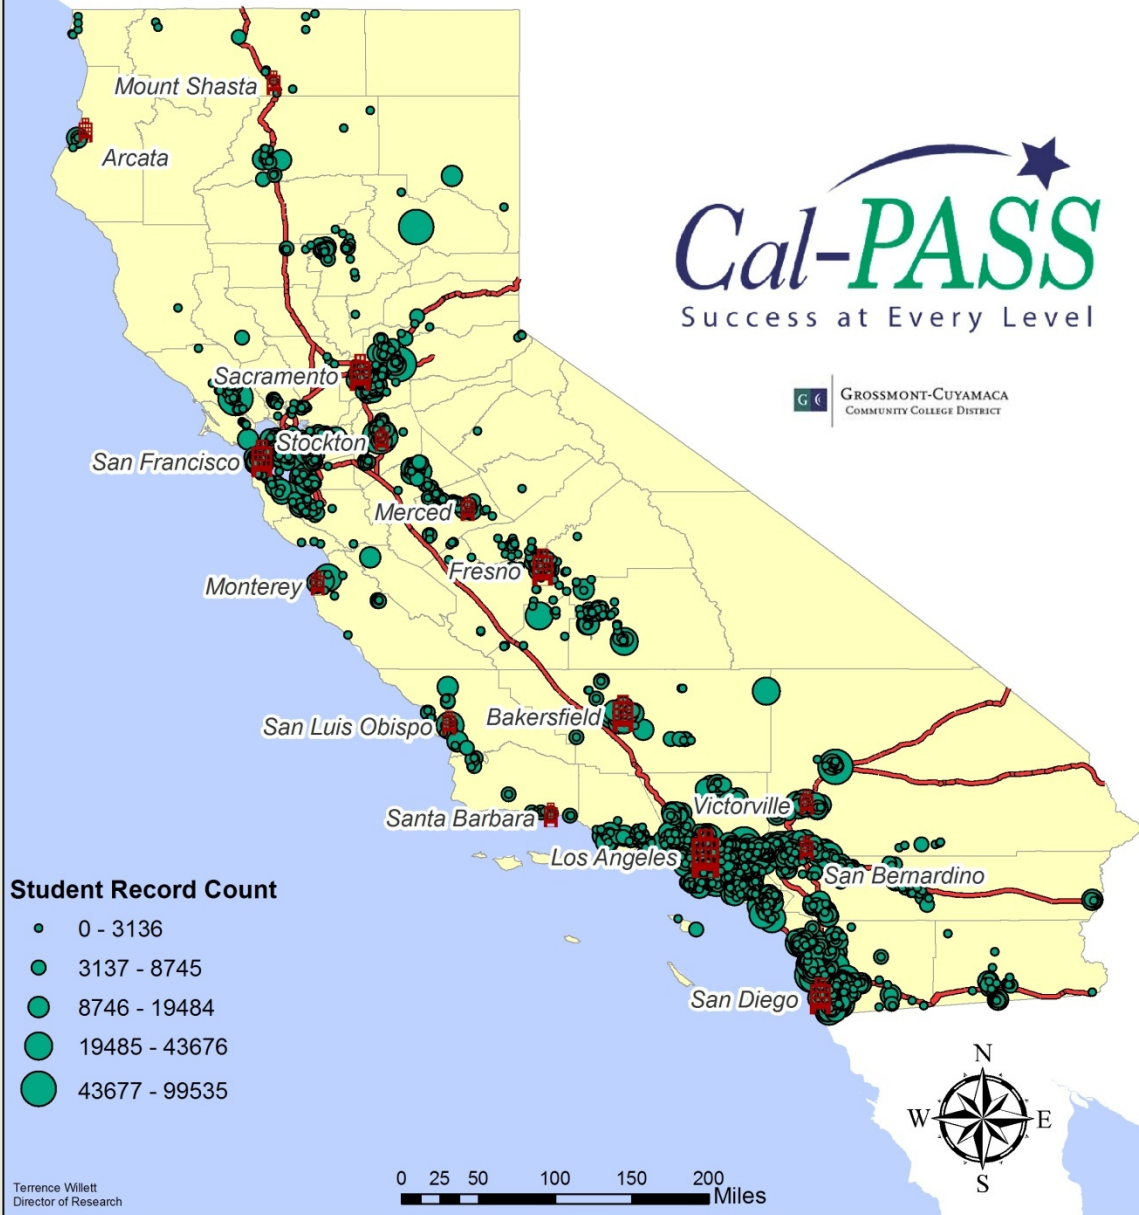 Mount Shasta
Arcata
Cal-PASS
Success at Every Level
Sacramento
G C
GROSSMONT-CUYAMACA
COMMUNITY COLLEGE DISTRICT
Stockton
San Francisco
Merced
Fresno
Monterey
Bakersfield
San Luis Obispo
Victorville
Santa Barbara
Los Angeles
San Bernardino
San Diego
Student Record Count
0 - 3136
3137 - 8745
8746 - 19484
19485 - 43676
43677 - 99535
N
W E
S
0 25 50 100 150 200
Miles
Terrence Willett
Director of Research